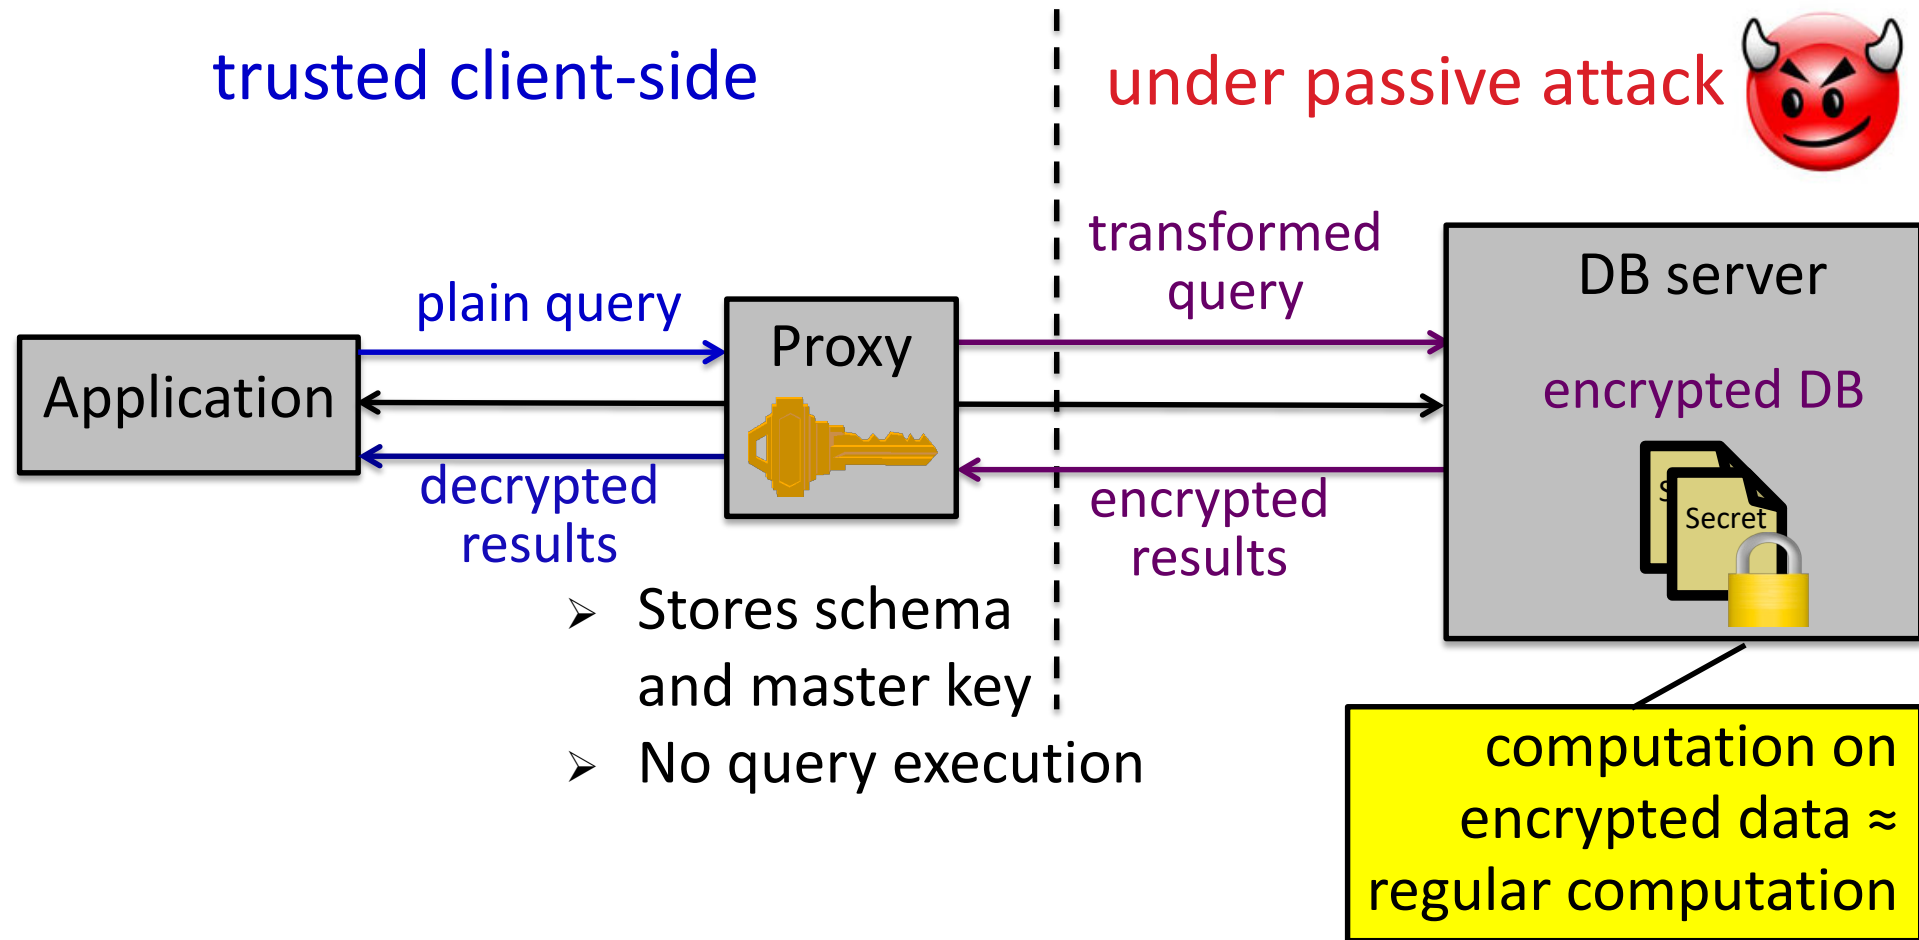 trusted client-side
under passive attack
transformed
query
DB server
plain query
Proxy
Application
encrypted DB
decrypted
results
encrypted
results
S
Secret
➢ Stores schema
and master key
➢ No query execution
computation on
encrypted data ≈
regular computation